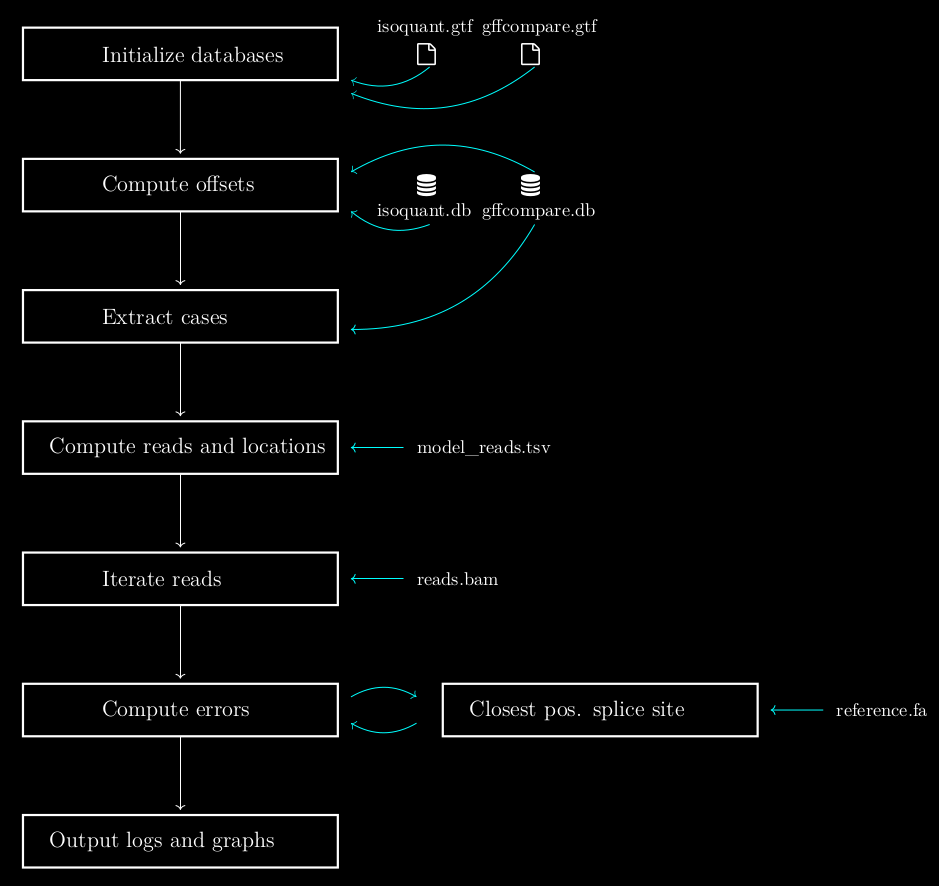 isoquant.gtf gffcompare.gtf
Initialize databases
Compute offsets
isoquant.db gffcompare.db
Extract cases
Compute reads and locations
model_reads.tsv
Iterate reads
reads.bam
Compute errors
Closest pos. splice site
reference.fa
Output logs and graphs